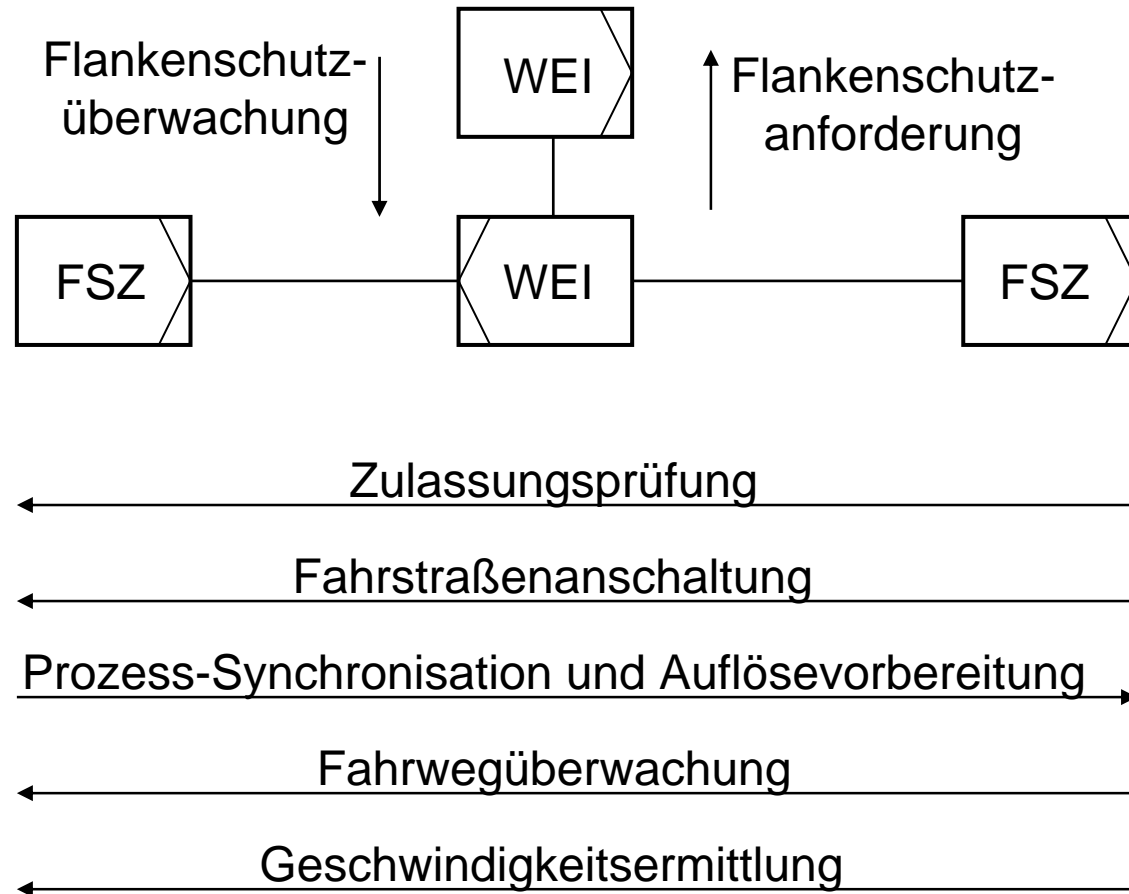 Flankenschutz-
überwachung
WEI
Flankenschutz-
anforderung
FSZ
WEI
FSZ
Zulassungsprüfung
Fahrstraßenanschaltung
Prozess-Synchronisation und Auflösevorbereitung
Fahrwegüberwachung
Geschwindigkeitsermittlung